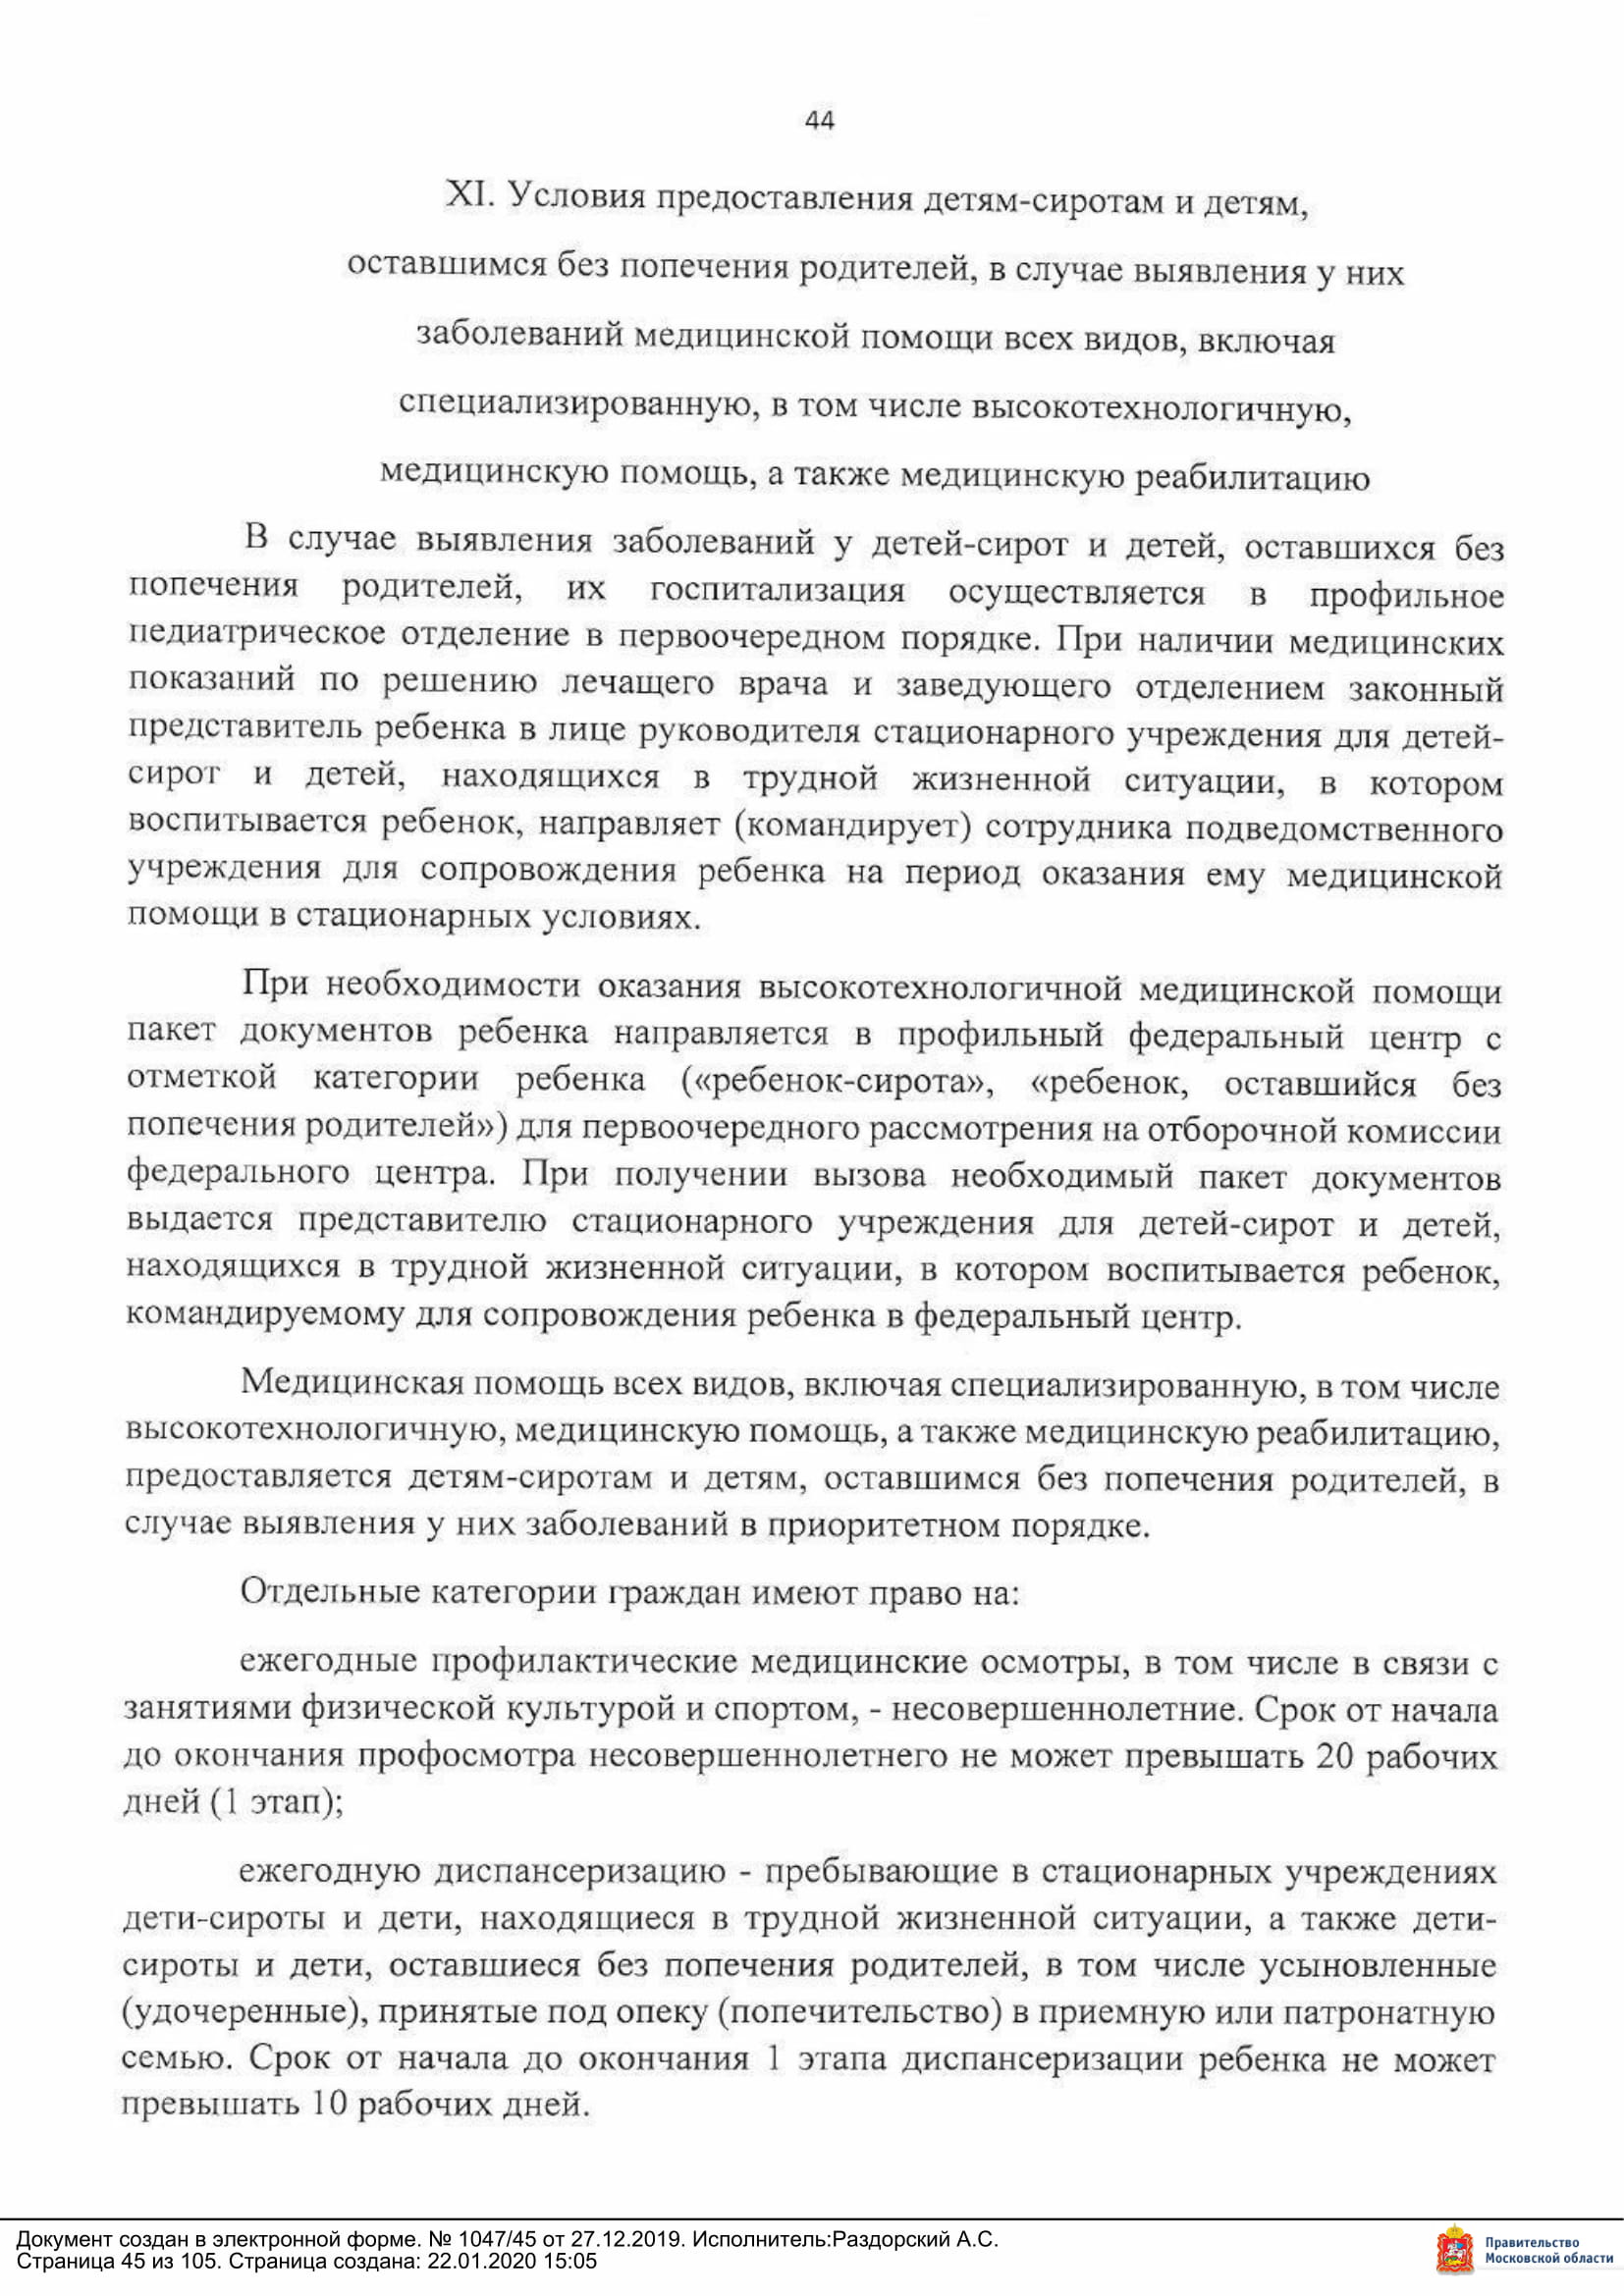 44
XI. Условия предоставления детям-сиротам и детям,
оставшимся без попечения родителей, в случае выявления у них
заболеваний медицинской помощи всех видов, включая
специализированную, в том числе высокотехнологичную,
медицинскую помощь, а также медицинскую реабилитацию
В случае выявления заболеваний у детей-сирот и детей, оставшихся без
попечения родителей, их госпитализация осуществляется в профильное
педиатрическое отделение в первоочередном порядке. При наличии медицинских
показаний по решению лечащего врача и заведующего отделением законный
представитель ребенка в лице руководителя стационарного учреждения для детей-
сирот и детей, находящихся в трудной жизненной ситуации, в котором
воспитывается ребенок, направляет (командирует) сотрудника подведомственного
учреждения для сопровождения ребенка на период оказания ему медицинской
помощи в стационарных условиях.
При необходимости оказания высокотехнологичной медицинской помощи
пакет документов ребенка направляется в профильный федеральный центр с
отметкой категории ребенка («ребенок-сирота», «ребенок, оставшийся без
попечения родителей») для первоочередного рассмотрения на отборочной комиссии
федерального центра. При получении вызова необходимый пакет документов
выдается представителю стационарного учреждения для детей-сирот и детей,
находящихся в трудной жизненной ситуации, в котором воспитывается ребенок,
командируемому для сопровождения ребенка в федеральный центр.
Медицинская помощь всех видов, включая специализированную, в том числе
высокотехнологичную, медицинскую помощь, а также медицинскую реабилитацию,
предоставляется детям-сиротам и детям, оставшимся без попечения родителей, в
случае выявления у них заболеваний в приоритетном порядке.
Отдельные категории граждан имеют право на:
ежегодные профилактические медицинские осмотры, в том числе в связи с
занятиями физической культурой и спортом, - несовершеннолетние. Срок от начала
до окончания профосмотра несовершеннолетнего не может превышать 20 рабочих
дней (1 этап);
ежегодную диспансеризацию - пребывающие в стационарных учреждениях
дети-сироты и дети, находящиеся в трудной жизненной ситуации, а также дети-
сироты и дети, оставшиеся без попечения родителей, в том числе усыновленные
(удочеренные), принятые под опеку (попечительство) в приемную или патронатную
семью. Срок от начала до окончания 1 этапа диспансеризации ребенка не может
превышать 10 рабочих дней.
Документ создан в электронной форме. № 1047/45 от 27.12.2019. Исполнитель:Раздорский А.С.
Страница 45 из 105. Страница создана: 22.01.2020 15:05
Правительство
Московской области